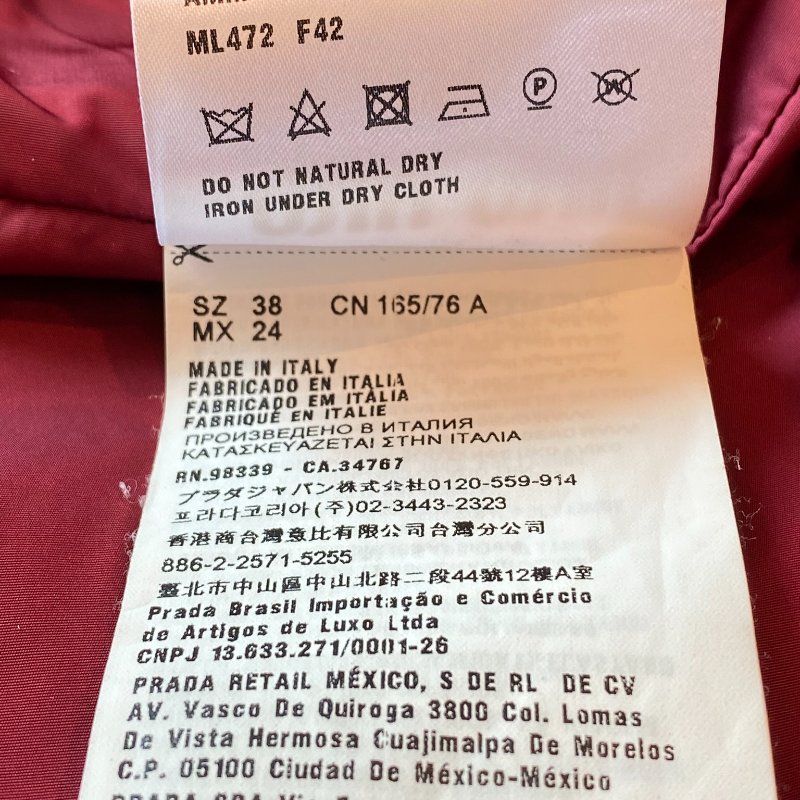 ML472 F42
P
W
DO NOT NATURAL DRY
IRON UNDER DRY CLOTH
SZ 38 CN 165/76 A
MX 24
MADE IN ITALY
FABRICADO EN ITALIA
FABRICADO EM ITÁLIA
FABRIQUÉ EN ITALIE
ПРОИЗВЕДЕНО В ИТАЛИЯ
ΚΑΤΑΣΚΕΥΑΖΕΤΑΙ ΣΤΗΝ ΙΤΑΛΙΑ
RN.98339 - CA.34767
プラダジャパン株式会社0120-559-914
프라다코리아(주)02-3443-2323
香港商台灣意比有限公司台灣分公司
886-2-2571-5255
臺北市中山區中山北路二段44號12樓A室
Prada Brasil Importação e Comércio
de Artigos de Luxo Ltda
CNPJ 13.633.271/0001-26
PRADA RETAIL MÉXICO, S DE RL DE CV
AV. Vasco De Quiroga 3800 Col. Lomas
De Vista Hermosa Cuajimalpa De Morelos
C.P. 05100 Ciudad De México-México